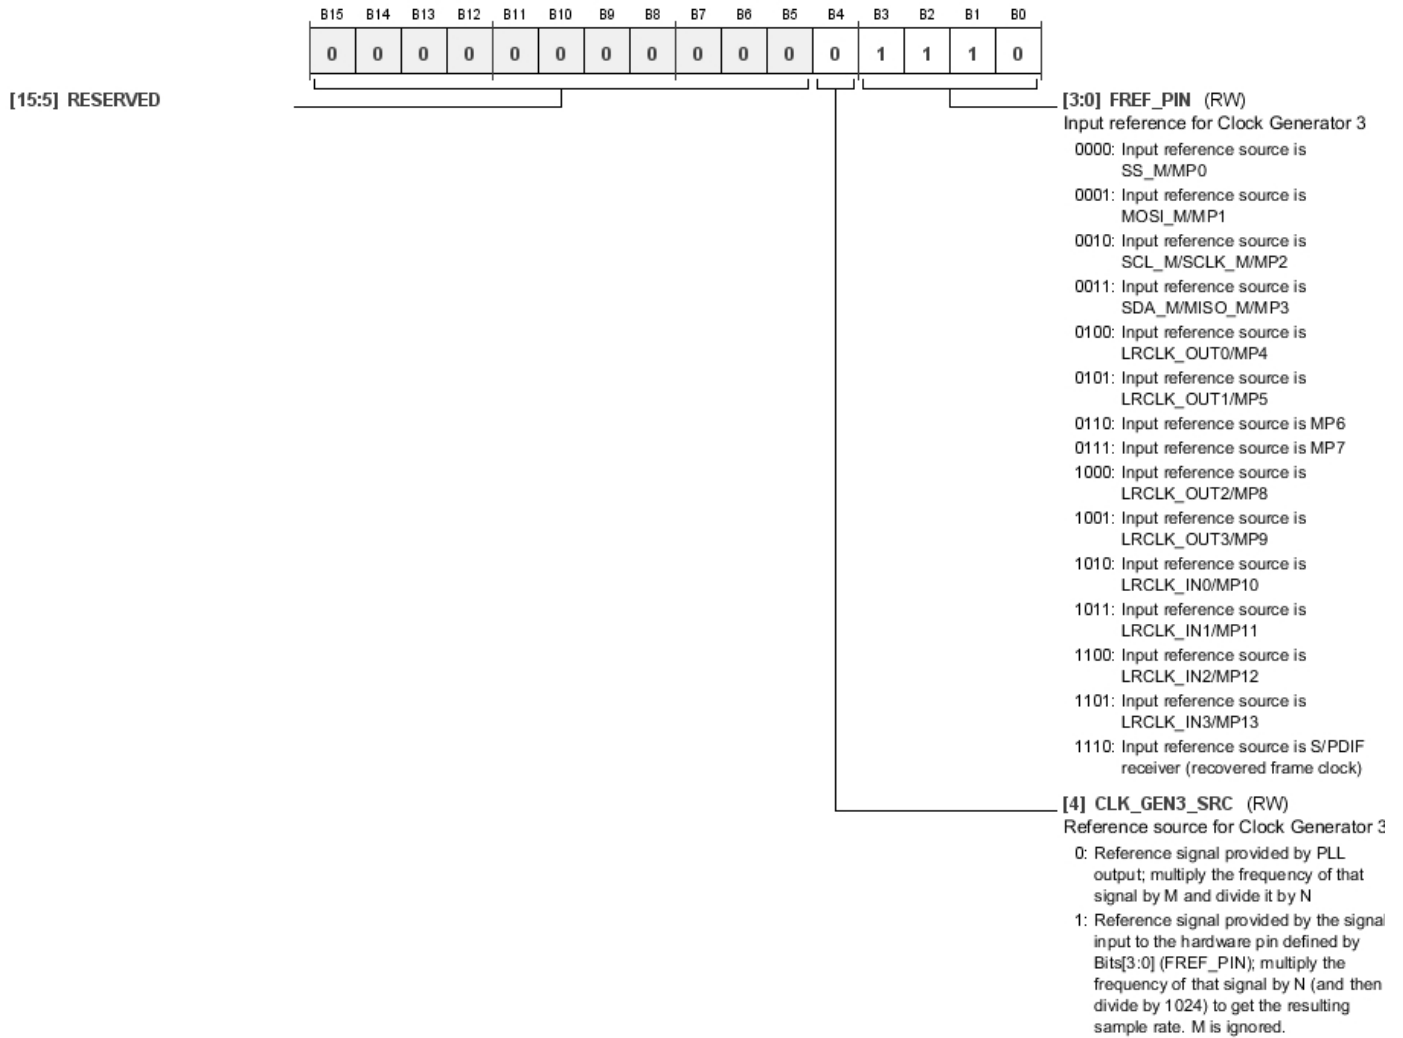 B15 B14 B13 B12 B11 B10 B9 B8 B7 B6 B5 B4 B3 B2 B1 B0
0 0 0 0 0 0 0 0 0 0 0 0 1 1 1 0
[15:5] RESERVED
[3:0] FREF_PIN (RW)
Input reference for Clock Generator 3
0000: Input reference source is
SS_M/MP0
0001: Input reference source is
MOSI_M/MP1
0010: Input reference source is
SCL_M/SCLK_M/MP2
0011: Input reference source is
SDA_M/MISO_M/MP3
0100: Input reference source is
LRCLK_OUT0/MP4
0101: Input reference source is
LRCLK_OUT1/MP5
0110: Input reference source is MP6
0111: Input reference source is MP7
1000: Input reference source is
LRCLK_OUT2/MP8
1001: Input reference source is
LRCLK_OUT3/MP9
1010: Input reference source is
LRCLK_IN0/MP10
1011: Input reference source is
LRCLK_IN1/MP11
1100: Input reference source is
LRCLK_IN2/MP12
1101: Input reference source is
LRCLK_IN3/MP13
1110: Input reference source is S/PDIF
receiver (recovered frame clock)
[4] CLK_GEN3_SRC (RW)
Reference source for Clock Generator 3
0: Reference signal provided by PLL
output; multiply the frequency of that
signal by M and divide it by N
1: Reference signal provided by the signal
input to the hardware pin defined by
Bits[3:0] (FREF_PIN); multiply the
frequency of that signal by N (and then
divide by 1024) to get the resulting
sample rate. M is ignored.